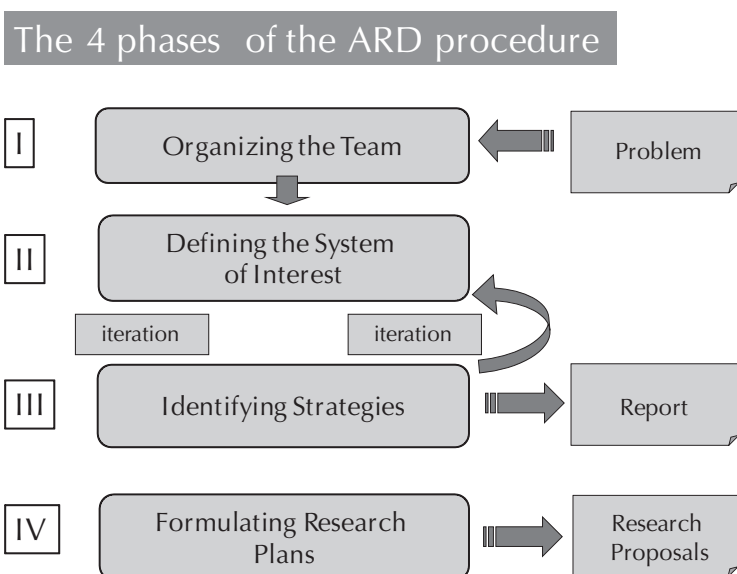 The 4 phases of the ARD procedure
I
Organizing the Team
Problem
II
Defining the System
of Interest
iteration
iteration
III
Identifying Strategies
Report
IV
Formulating Research
Plans
Research
Proposals